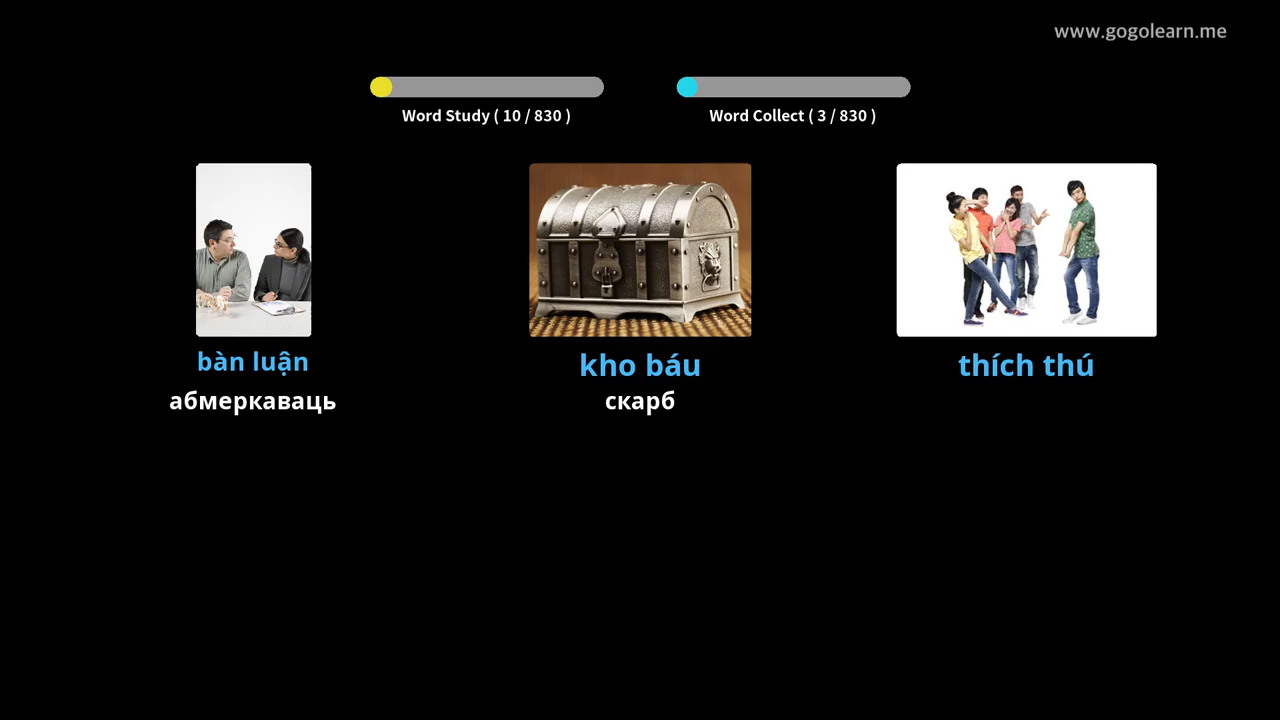 www.gogolearn.me
Word Study ( 10 / 830 )
Word Collect ( 3 / 830 )
bàn luận
абмеркаваць
kho báu
скарб
thích thú